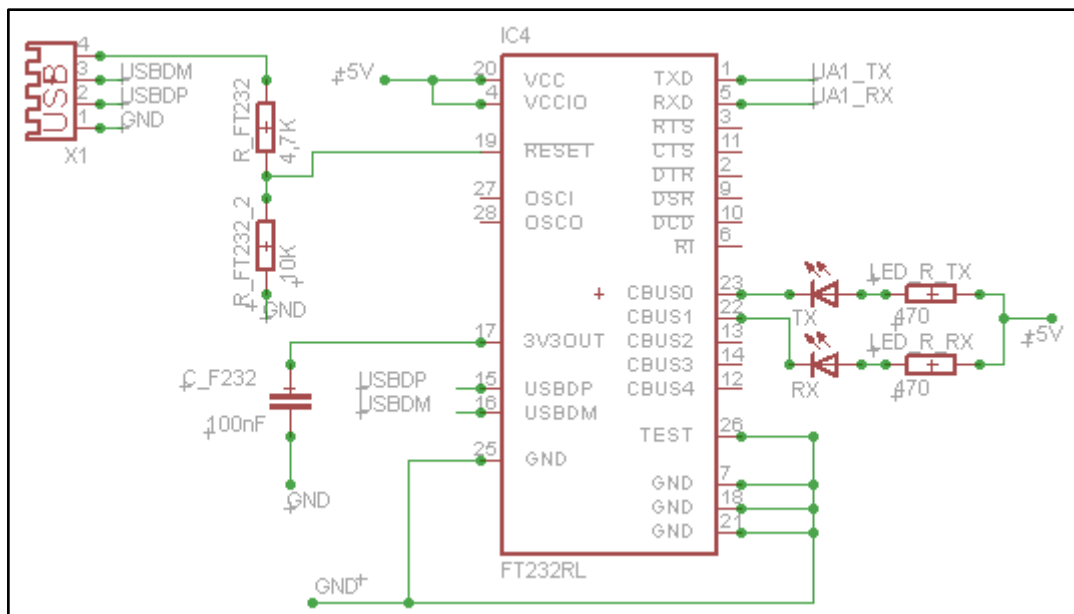 IC4
USB
4
3
2
1
USBDM
USBDP
GND
X1
R_FT232
4,7K
R_FT232_2
10K
GND
+5V
20
4
19
27
28
17
15
16
25
VCC
VCCIO
RESET
OSCI
OSCO
3V3OUT
USBDP
USBDM
GND
TXD
RXD
RTS
CTS
DTR
DSR
DCD
RI
CBUS0
CBUS1
CBUS2
CBUS3
CBUS4
TEST
GND
GND
GND
1
5
3
11
2
9
10
6
23
22
13
14
12
26
7
18
21
UA1_TX
UA1_RX
LED_R_TX
TX
470
LED_R_RX
RX
470
+5V
C_F232
100nF
GND
USBDP
USBDM
GND
FT232RL